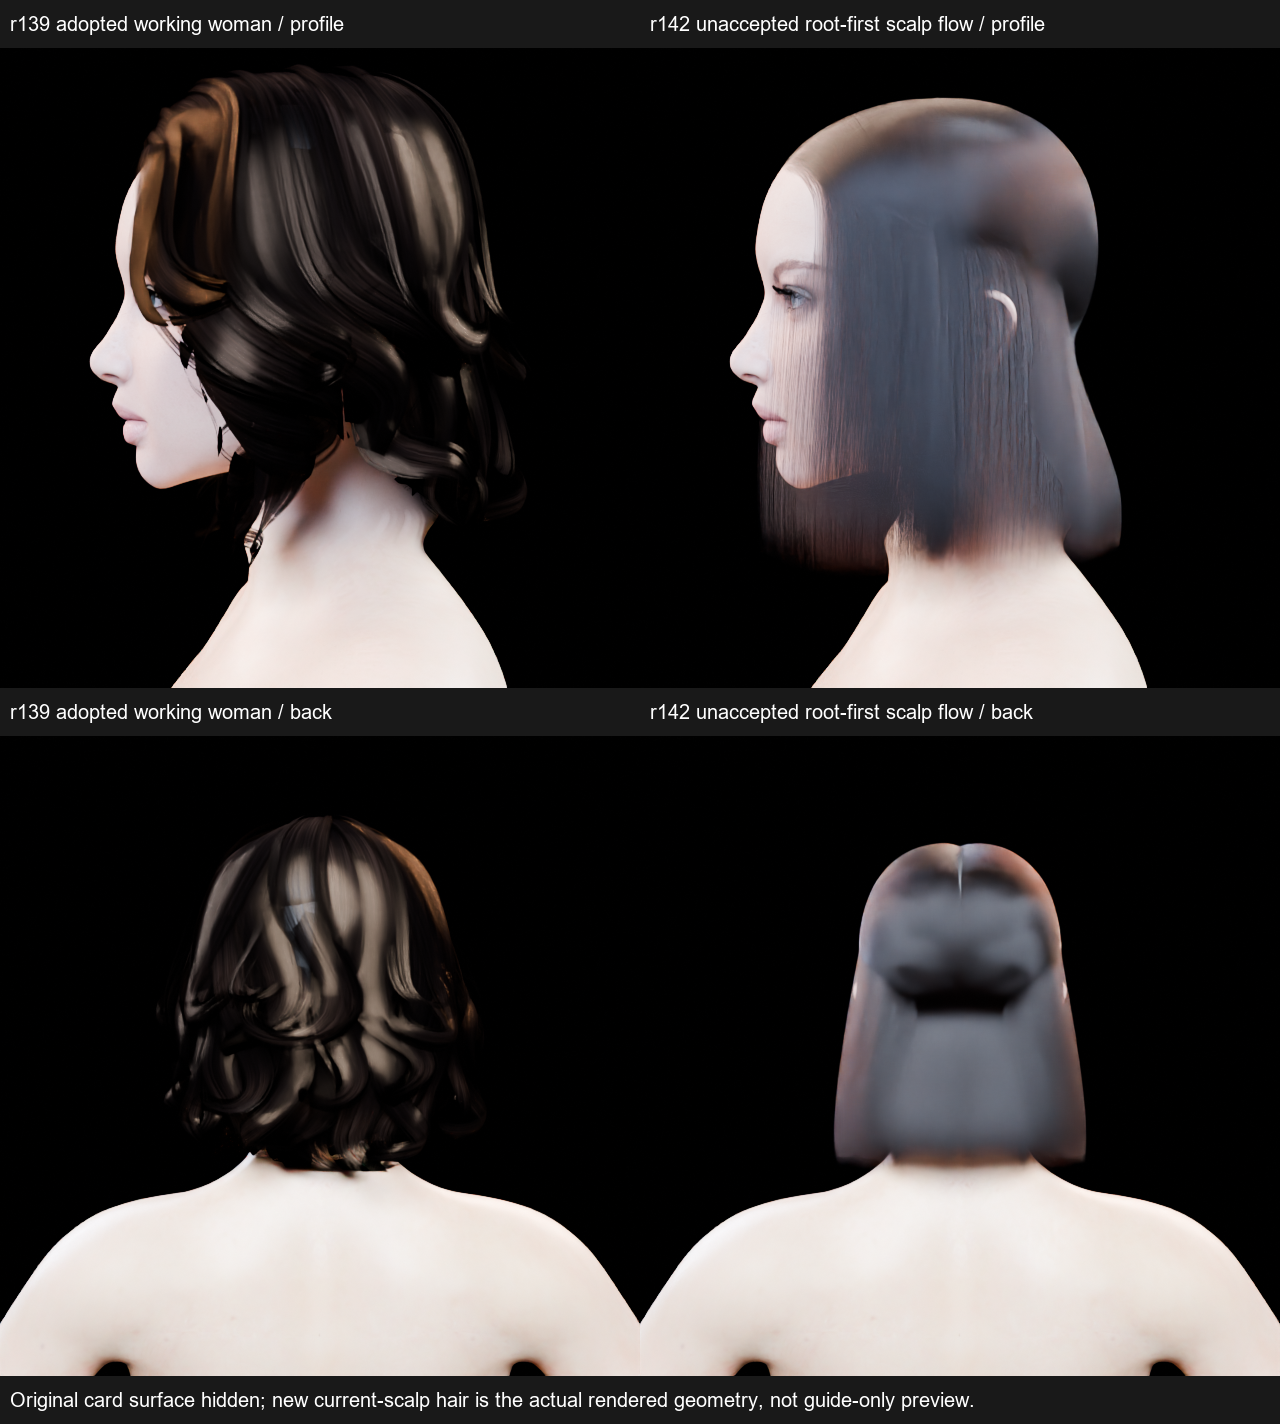 r139 adopted working woman / profile
r142 unaccepted root-first scalp flow / profile
r139 adopted working woman / back
r142 unaccepted root-first scalp flow / back
Original card surface hidden; new current-scalp hair is the actual rendered geometry, not guide-only preview.